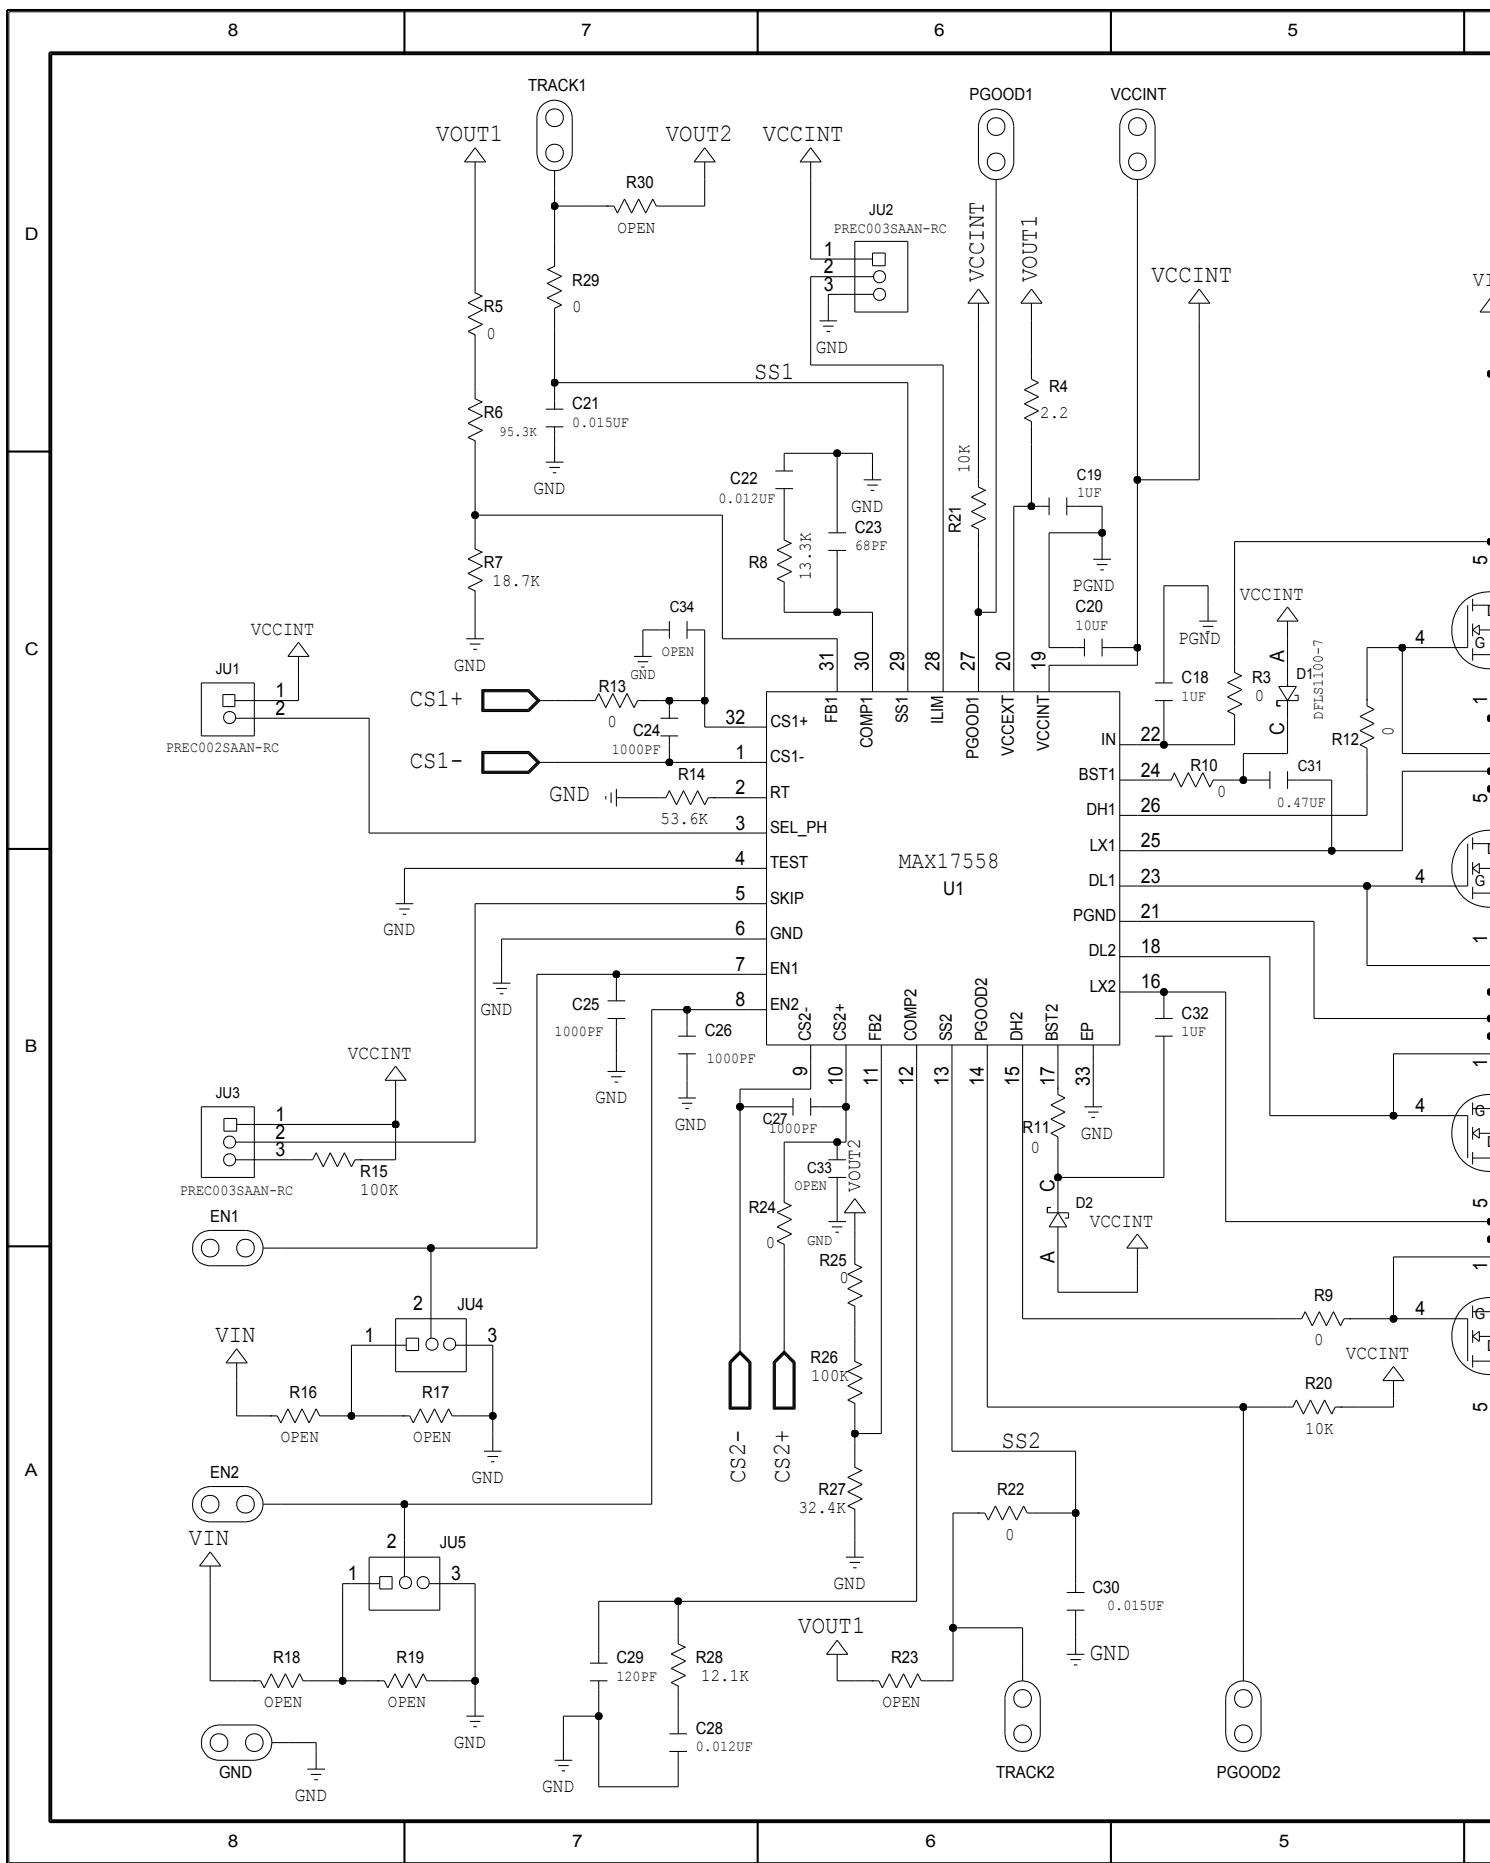 8 7 6 5
TRACK1
PGOOD1
VCCINT
VOUT1
VOUT2
VCCINT
R30
OPEN
JU2
PREC003SAAN-RC
1
2
3
GND
VCCINT
VOUT1
VCCINT
D
R29
0
R5
0
SS1
R4
2.2
R6
95.3K
C21
0.015UF
GND
C22
0.012UF
GND
C23
68PF
R8
13.3K
10K
R21
C19
1UF
PGND
C20
10UF
R7
18.7K
GND
C34
OPEN
GND
VCCINT
PGND
C18
1UF
R3
0
A
D1
C
DFLS1100-7
R12
0
4
G
5
1
C
VCCINT
JU1
1
2
PREC002SAAN-RC
CS1+
R13
0
C24
1000PF
CS1-
R14
GND
53.6K
31
30
29
28
27
20
19
FB1
COMP1
SS1
ILIM
PGOOD1
VCCEXT
VCCINT
32 CS1+
1 CS1-
2 RT
3 SEL_PH
4 TEST
5 SKIP
6 GND
7 EN1
8 EN2
MAX17558
U1
IN 22
BST1 24
DH1 26
LX1 25
DL1 23
PGND 21
DL2 18
LX2 16
R10
0
C31
0.47UF
5
4
G
1
CS2-
CS2+
FB2
COMP2
SS2
PGOOD2
DH2
BST2
EP
9
10
11
12
13
14
15
17
33
GND
GND
C25
1000PF
GND
C26
1000PF
GND
C32
1UF
B
VCCINT
JU3
1
2
3
R15
100K
PREC003SAAN-RC
C27
1000PF
C33
OPEN
GND
VOUT2
R24
0
R25
0
R11
0
GND
C
D2
A
VCCINT
1
4
G
5
EN1
2
JU4
1
3
VIN
R16
OPEN
R17
OPEN
GND
R26
100K
R9
0
1
4
G
5
VCCINT
R20
10K
CS2-
CS2+
A
EN2
VIN
2
JU5
1
3
R27
32.4K
GND
SS2
R22
0
C30
0.015UF
GND
VOUT1
R23
OPEN
R18
OPEN
R19
OPEN
GND
C29
120PF
R28
12.1K
C28
0.012UF
GND
GND
GND
TRACK2
PGOOD2
8 7 6 5